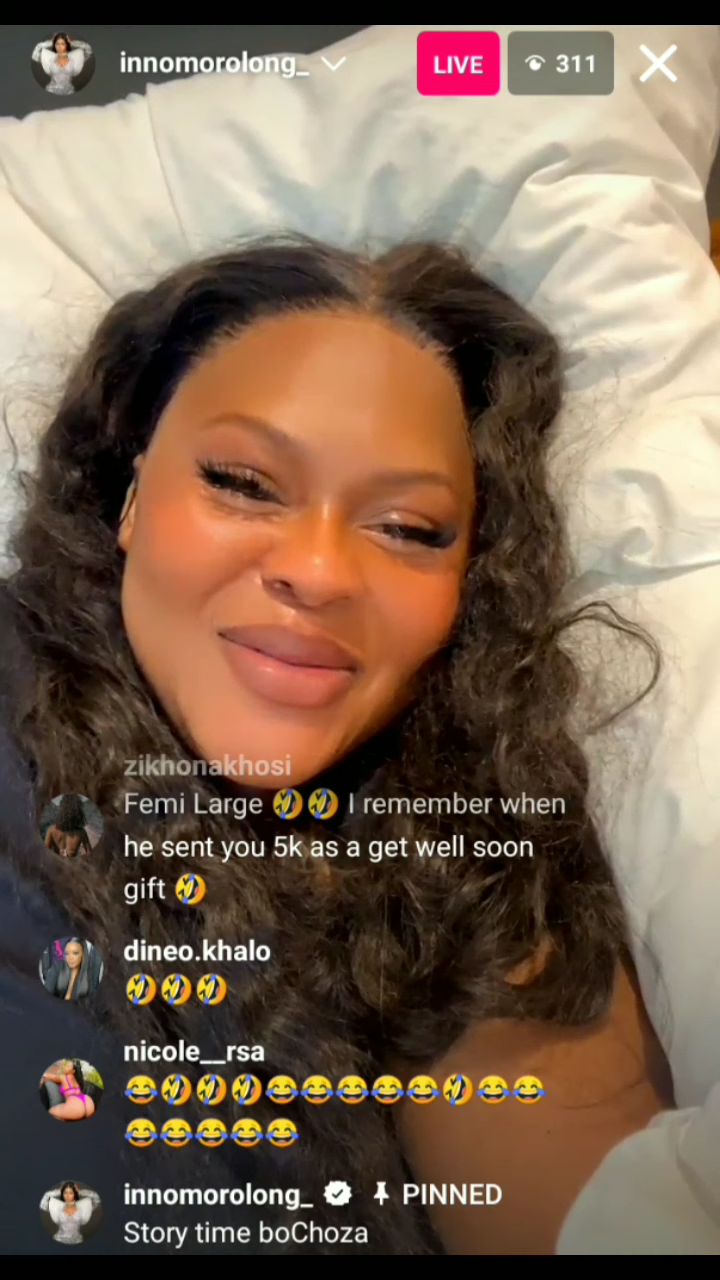 innomorolong_
LIVE
311
zikhonakhosi
Femi Large 🤣🤣 I remember when
he sent you 5k as a get well soon
gift 🤣
dineo.khalo
🤣🤣🤣
nicole__rsa
😂🤣🤣🤣😂😂😂😂😂🤣😂😂
😂😂😂😂😂
innomorolong_ PINNED
Story time boChoza